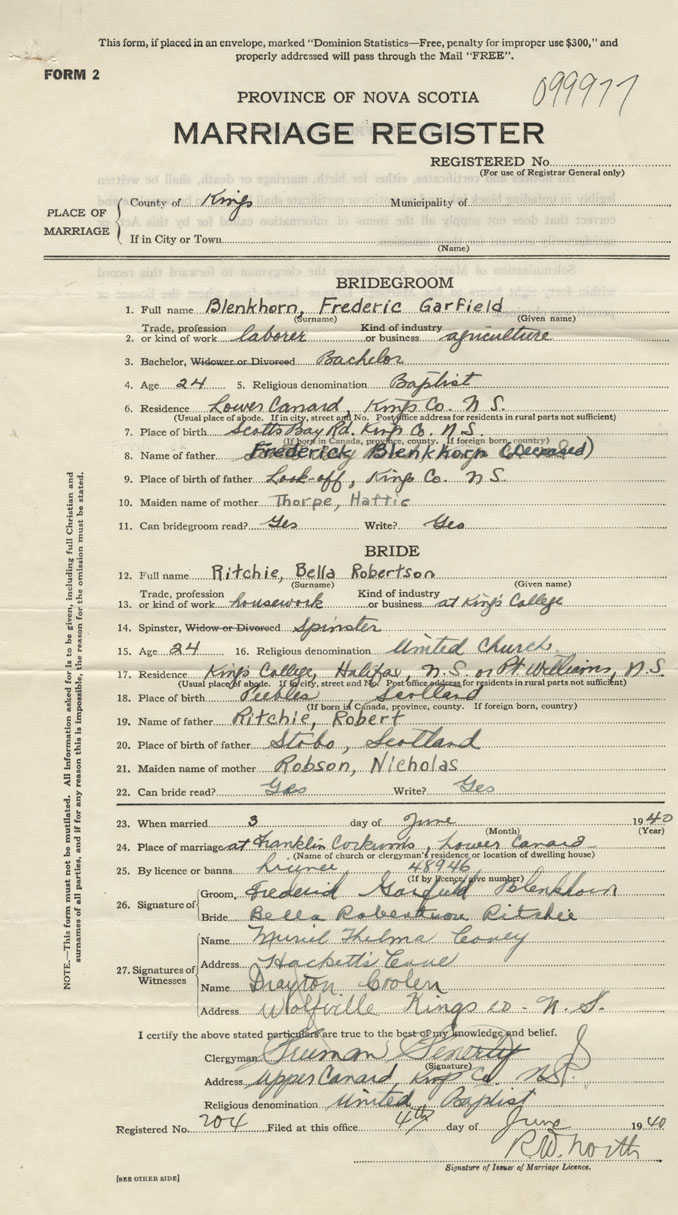 This form, if placed in an envelope, marked “Dominion Statistics—Free, penalty for improper use $300,” and
properly addressed will pass through the Mail “FREE”.
FORM 2
099977
PROVINCE OF NOVA SCOTIA
MARRIAGE REGISTER
REGISTERED No.
(For use of Registrar General only)
PLACE OF MARRIAGE
County of Kings Municipality of
If in City or Town
(Name)
BRIDEGROOM
1. Full name Blenkhorn, Frederic Garfield
(Surname) (Given name)
Trade, profession Kind of industry
2. or kind of work laborer or business agriculture
3. Bachelor, Widower or Divorced Bachelor
4. Age 24 5. Religious denomination Baptist
6. Residence Lower Canard, Kings Co. N.S.
(Usual place of abode. If in city, street and No. Post office address for residents in rural parts not sufficient)
7. Place of birth Scotts Bay Rd. Kings Co. N.S.
(If born in Canada, province, county. If foreign born, country)
8. Name of father Frederick Blenkhorn (Deceased)
9. Place of birth of father Look-off, Kings Co. N.S.
10. Maiden name of mother Thorpe, Hattie
11. Can bridegroom read? Yes Write? Yes
BRIDE
12. Full name Ritchie, Bella Robertson
(Surname) (Given name)
Trade, profession Kind of industry
13. or kind of work housework or business at King's College
14. Spinster, Widow or Divorced Spinster
15. Age 24 16. Religious denomination United Church
17. Residence King's College, Halifax, N.S. or Pt Williams, N.S.
(Usual place of abode. If in city, street and No. Post office address for residents in rural parts not sufficient)
18. Place of birth Peebles Scotland
(If born in Canada, province, county. If foreign born, country)
19. Name of father Ritchie, Robert
20. Place of birth of father Stobo, Scotland
21. Maiden name of mother Robson, Nicholas
22. Can bride read? Yes Write? Yes
23. When married 3 day of June 1940
(Month) (Year)
24. Place of marriage at Franklin Corkums, Lower Canard
(Name of church or clergyman's residence or location of dwelling house)
25. By licence or banns license 48946
(If by licence, give number)
26. Signature of
Groom, Frederic Garfield Blenkhorn
Bride Bella Robertson Ritchie
27. Signatures of Witnesses
Name Muriel Thelma Covey
Address Hackett's Cove
Name Drayton Coolen
Address Wolfville Kings Co. N.S.
I certify the above stated particulars are true to the best of my knowledge and belief.
Clergyman
(Signature)
Address Upper Canard, Kings Co. N.S.
Religious denomination United Baptist
Registered No. 204 Filed at this office 4th day of June 1940
R.W. North
Signature of Issuer of Marriage Licence.
[SEE OTHER SIDE]
NOTE.—This form must not be mutilated. All information asked for is to be given, including full Christian and
surnames of all parties, and if for any reason this is impossible, the reason for the omission must be stated.